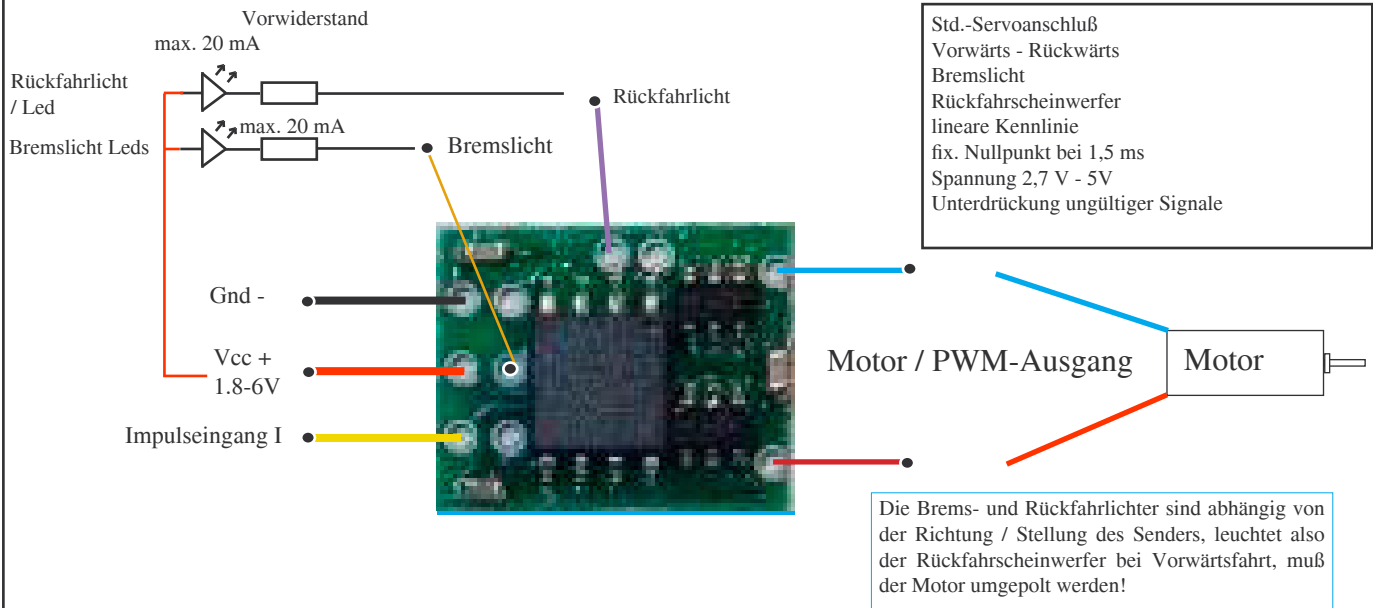 Vorwiderstand
max. 20 mA
Rückfahrlicht
/ Led
max. 20 mA
Bremslicht Leds
Rückfahrlicht
Bremslicht
Gnd -
Vcc +
1.8-6V
Impulseingang I
Std.-Servoanschluß
Vorwärts - Rückwärts
Bremslicht
Rückfahrscheinwerfer
lineare Kennlinie
fix. Nullpunkt bei 1,5 ms
Spannung 2,7 V - 5V
Unterdrückung ungültiger Signale
Motor / PWM-Ausgang
Motor
Die Brems- und Rückfahrlichter sind abhängig von
der Richtung / Stellung des Senders, leuchtet also
der Rückfahrscheinwerfer bei Vorwärtsfahrt, muß
der Motor umgepolt werden!